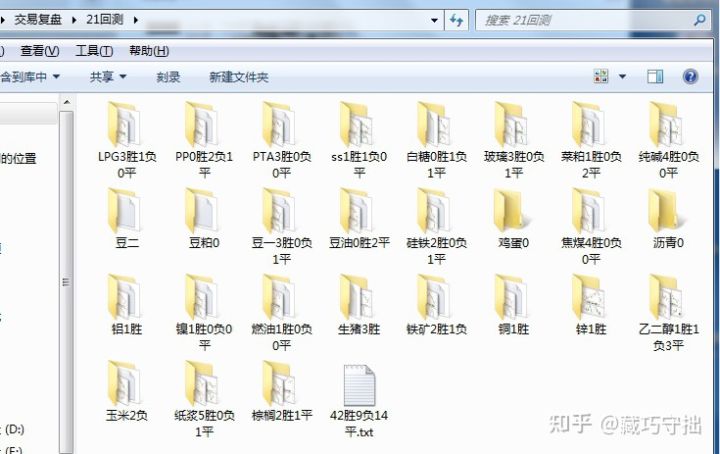 交易复盘 ▸ 21回测
搜索 21回测
查看(V) 工具(T) 帮助(H)
含到库中 共享 刻录 新建文件夹
的位置
LPG3胜1负
0平
PP0胜2负1
平
PTA3胜0负
0平
ss1胜1负0
平
白糖0胜1负
1平
玻璃3胜0负
1平
菜粕1胜0负
2平
纯碱4胜0负
0平
豆二
豆粕0
豆一3胜0负
1平
豆油0胜2平
硅铁2胜0负
1平
鸡蛋0
焦煤4胜0负
0平
沥青0
铝1胜
镍1胜0负0
平
燃油1胜0负
0平
生猪3胜
铁矿2胜1负
铜1胜
锌1胜
乙二醇1胜1
负3平
玉米2负
纸浆5胜0负
1平
棕榈2胜1平
42胜9负14
平.txt
(D:)
(E:)
知乎 @藏巧守拙